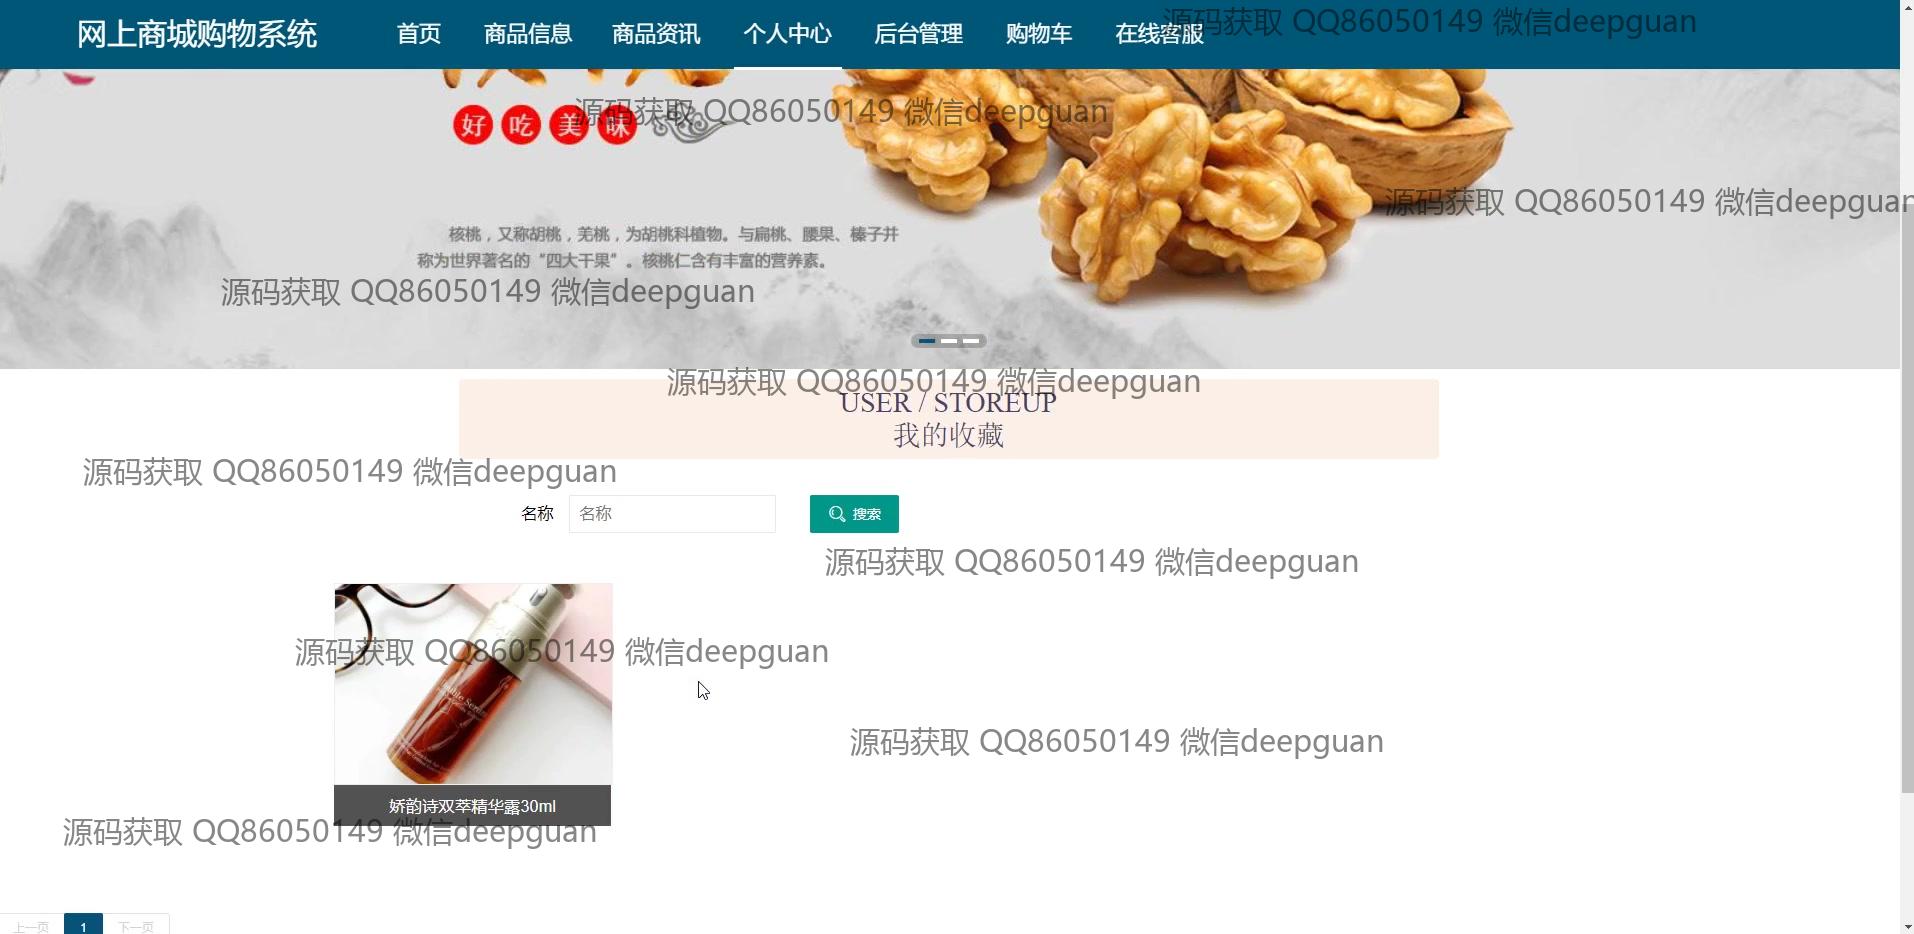 网上商城购物系统 首页 商品信息 商品资讯 个人中心 后台管理 购物车 在线客服
源码获取 QQ86050149 微信deepguan
源码获取 QQ86050149 微信deepguan
好吃美味
源码获取 QQ86050149 微信deepguan
核桃，又称胡桃，羌桃，为胡桃科植物。与扁桃、腰果、榛子并
称为世界著名的“四大干果”。核桃仁含有丰富的营养素。
源码获取 QQ86050149 微信deepguan
源码获取 QQ86050149 微信deepguan
USER / STOREUP
我的收藏
源码获取 QQ86050149 微信deepguan
名称 名称 搜索
源码获取 QQ86050149 微信deepguan
源码获取 QQ86050149 微信deepguan
源码获取 QQ86050149 微信deepguan
娇韵诗双萃精华露30ml
源码获取 QQ86050149 微信deepguan
上一页 1 下一页